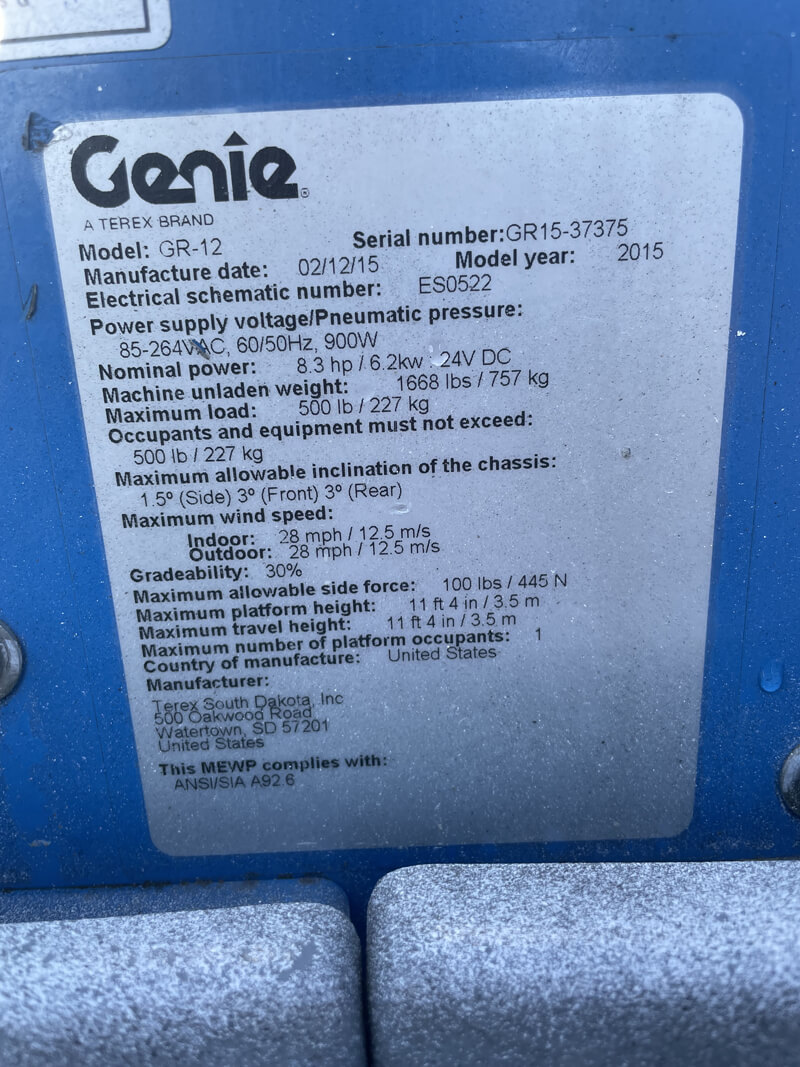 Genie®
A TEREX BRAND
Model: GR-12 Serial number:GR15-37375
Manufacture date: 02/12/15 Model year: 2015
Electrical schematic number: ES0522
Power supply voltage/Pneumatic pressure:
85-264VAC, 60/50Hz, 900W
Nominal power: 8.3 hp / 6.2kw : 24V DC
Machine unladen weight: 1668 lbs / 757 kg
Maximum load: 500 lb / 227 kg
Occupants and equipment must not exceed:
500 lb / 227 kg
Maximum allowable inclination of the chassis:
1.5º (Side) 3º (Front) 3º (Rear)
Maximum wind speed:
Indoor: 28 mph / 12.5 m/s
Outdoor: 28 mph / 12.5 m/s
Gradeability: 30%
Maximum allowable side force: 100 lbs / 445 N
Maximum platform height: 11 ft 4 in / 3.5 m
Maximum travel height: 11 ft 4 in / 3.5 m
Maximum number of platform occupants: 1
Country of manufacture: United States
Manufacturer:
Terex South Dakota, Inc
500 Oakwood Road
Watertown, SD 57201
United States
This MEWP complies with:
ANSI/SIA A92.6